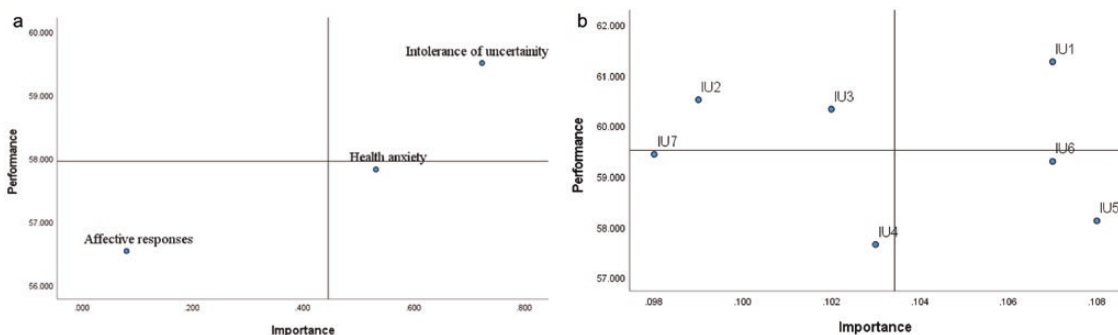 a
60.000
Intolerance of uncertainity
59.000
Performance
58.000
Health anxiety
57.000
Affective responses
56.000
.000 .200 .400 .600 .800
Importance
b
62.000
IU1
61.000
IU2
IU3
Performance
60.000
IU7
IU6
59.000
IU5
58.000
IU4
57.000
.098 .100 .102 .104 .106 .108
Importance